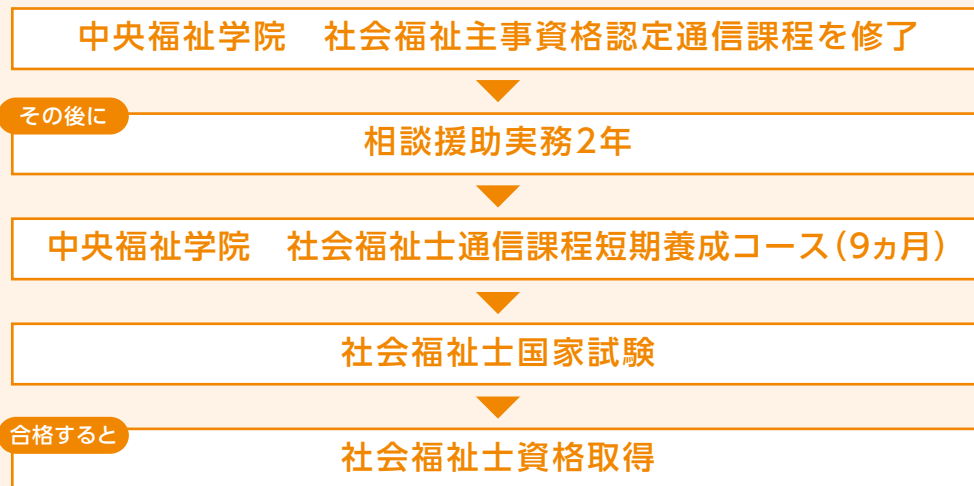 中央福祉学院　社会福祉主事資格認定通信課程を修了
その後に
相談援助実務2年
中央福祉学院　社会福祉士通信課程短期養成コース（9ヵ月）
社会福祉士国家試験
合格すると
社会福祉士資格取得